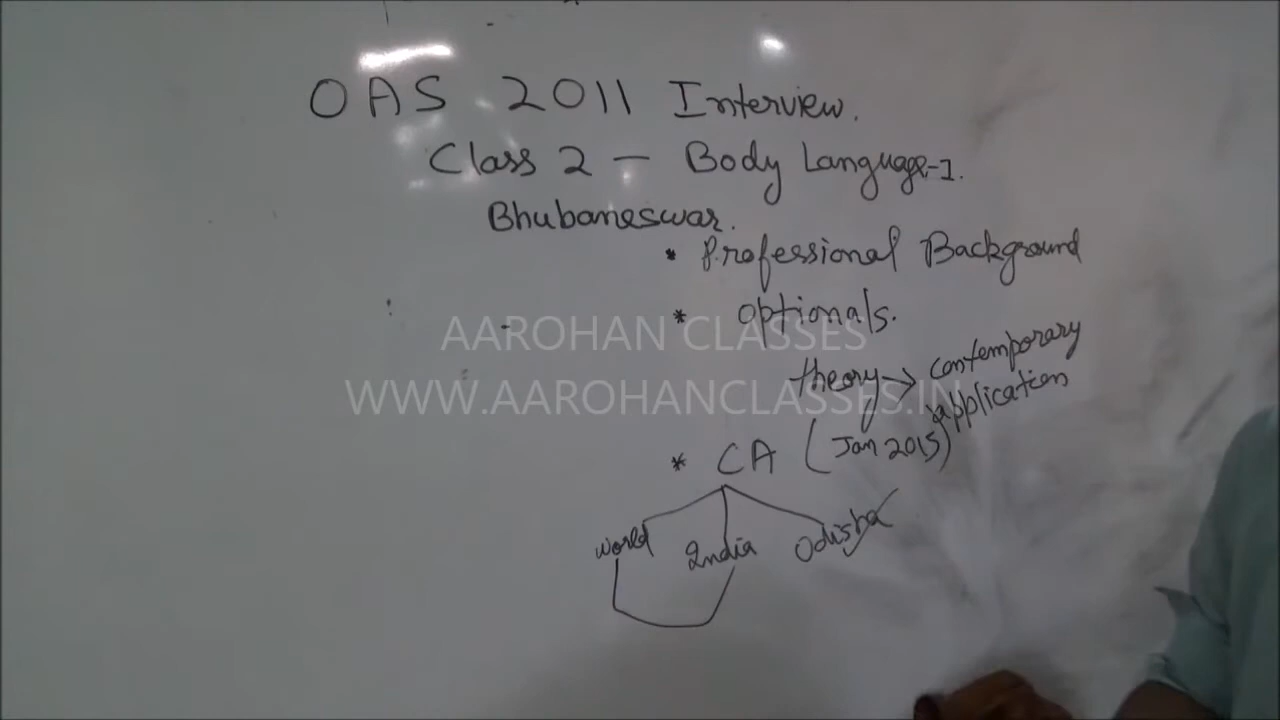 OAS 2011 Interview.
Class 2 — Body Language-1.
Bhubaneswar.
* Professional Background
* Optionals.
AAROHAN CLASSES
theory → contemporary
application
WWW.AAROHANCLASSES.IN
* CA (Jan 2015)
World India Odisha